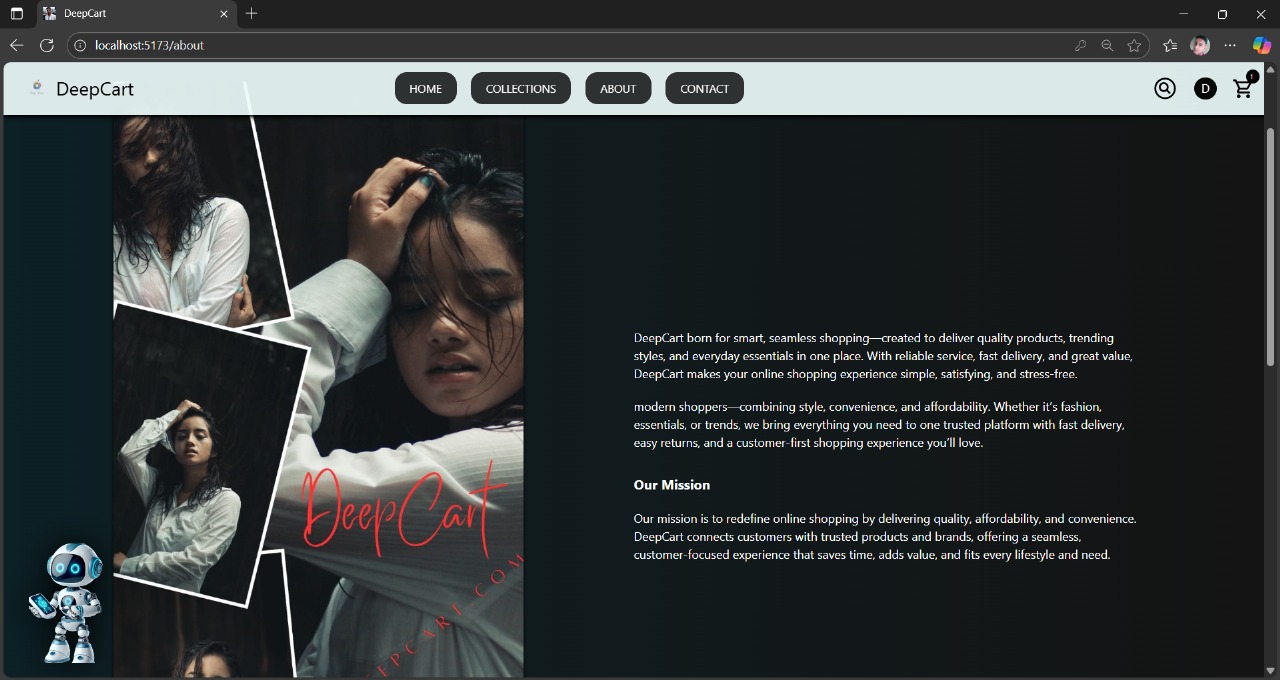 DeepCart
localhost:5173/about
DeepCart
HOME
COLLECTIONS
ABOUT
CONTACT
D
1
DeepCart born for smart, seamless shopping—created to deliver quality products, trending
styles, and everyday essentials in one place. With reliable service, fast delivery, and great value,
DeepCart makes your online shopping experience simple, satisfying, and stress-free.
modern shoppers—combining style, convenience, and affordability. Whether it's fashion,
essentials, or trends, we bring everything you need to one trusted platform with fast delivery,
easy returns, and a customer-first shopping experience you'll love.
Our Mission
Our mission is to redefine online shopping by delivering quality, affordability, and convenience.
DeepCart connects customers with trusted products and brands, offering a seamless,
customer-focused experience that saves time, adds value, and fits every lifestyle and need.
DeepCart
EPCART.COM